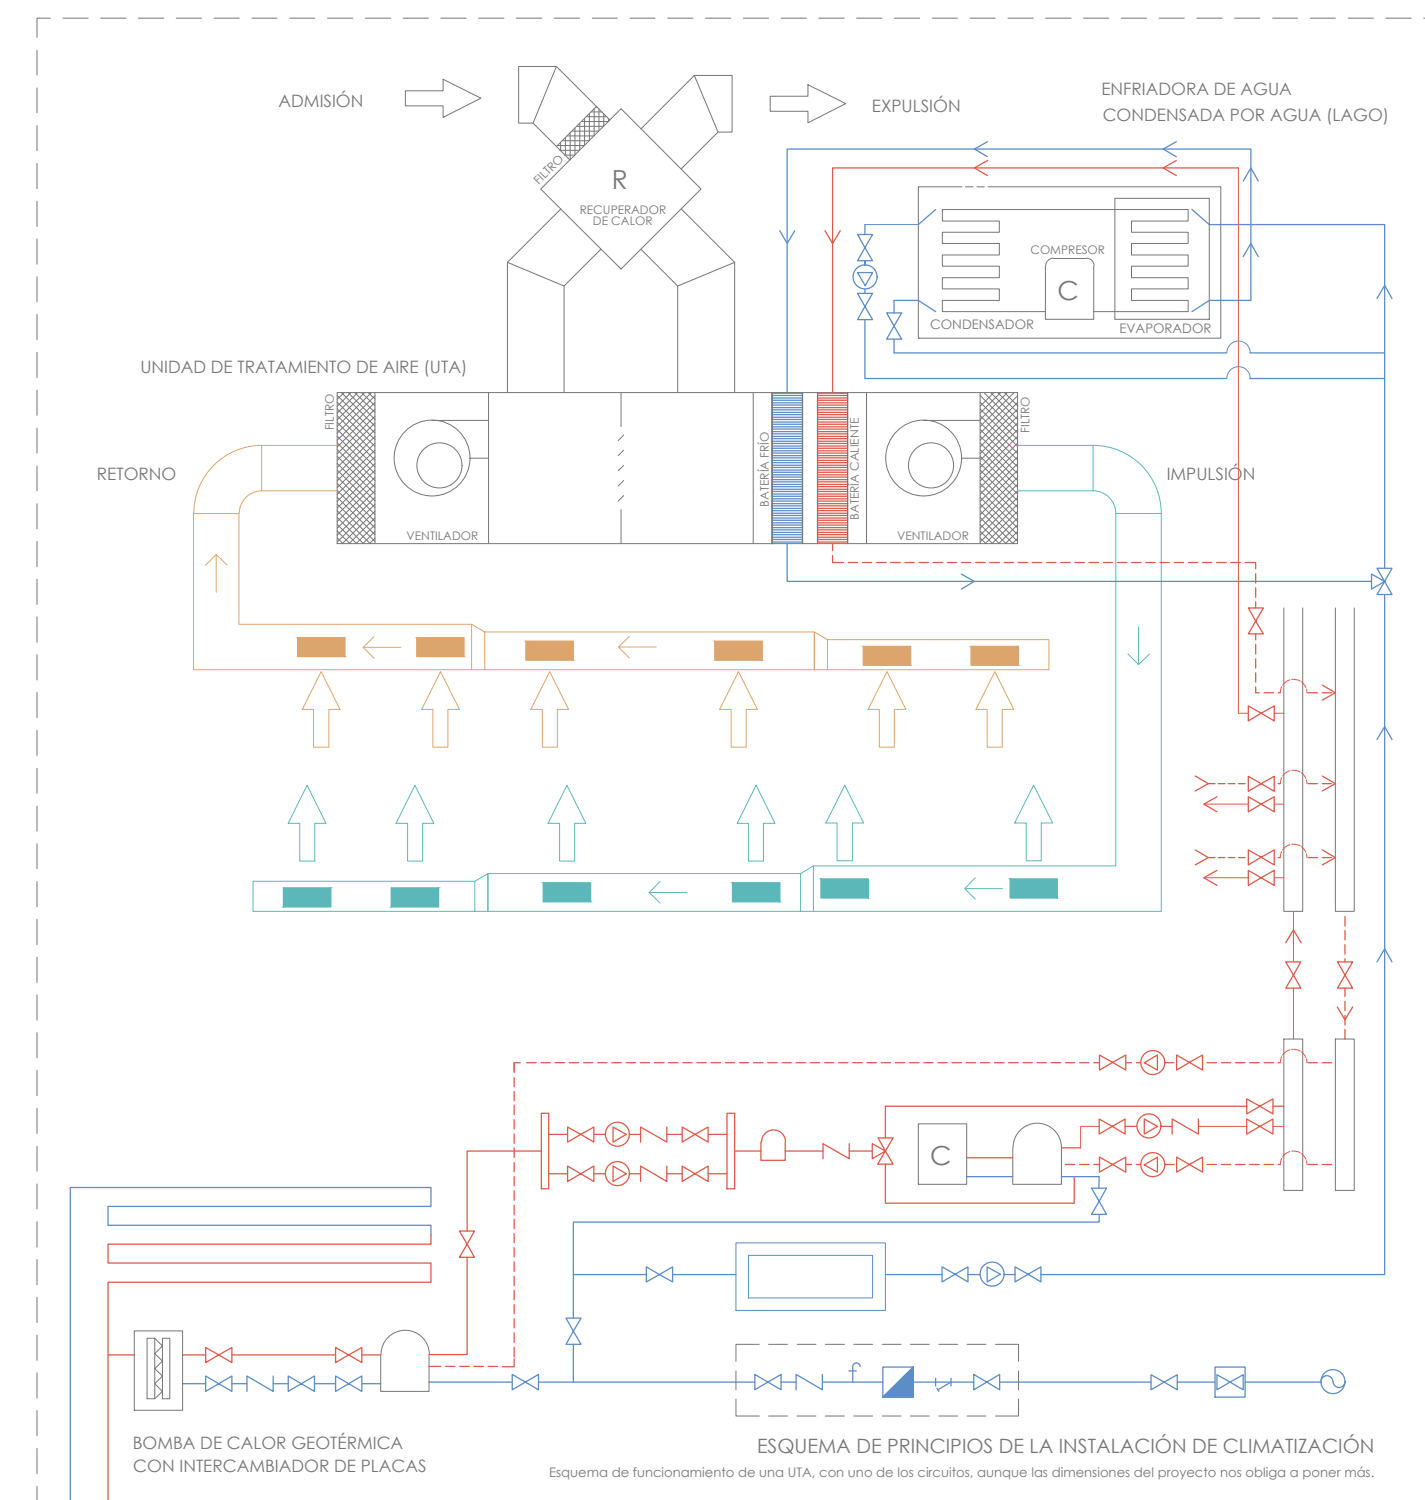 ADMISIÓN
EXPULSIÓN
ENFRIADORA DE AGUA
CONDENSADA POR AGUA (LAGO)
FILTRO
R
RECUPERADOR
DE CALOR
COMPRESOR
C
CONDENSADOR
EVAPORADOR
UNIDAD DE TRATAMIENTO DE AIRE (UTA)
FILTRO
FILTRO
RETORNO
BATERÍA FRÍO
BATERIA CALIENTE
IMPULSIÓN
VENTILADOR
VENTILADOR
C
BOMBA DE CALOR GEOTÉRMICA
CON INTERCAMBIADOR DE PLACAS
ESQUEMA DE PRINCIPIOS DE LA INSTALACIÓN DE CLIMATIZACIÓN
Esquema de funcionamiento de una UTA, con uno de los circuitos, aunque las dimensiones del proyecto nos obliga a poner más.